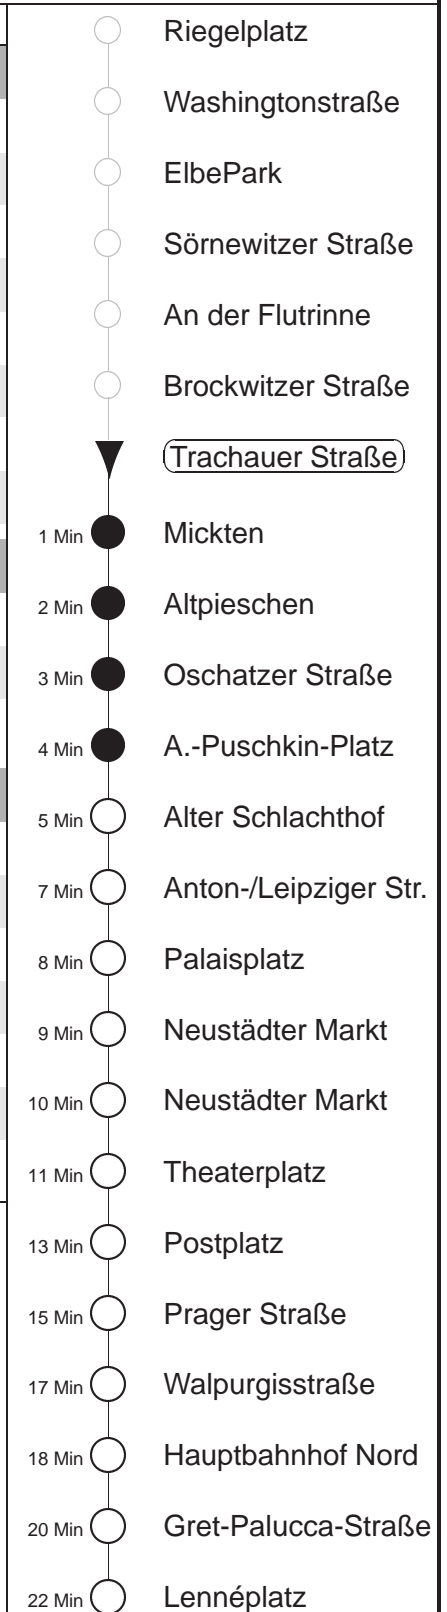 Riegelplatz
Washingtonstraße
ElbePark
Sörnewitzer Straße
An der Flutrinne
Brockwitzer Straße
Trachauer Straße
1 Min Mickten
2 Min Altpieschen
3 Min Oschatzer Straße
4 Min A.-Puschkin-Platz
5 Min Alter Schlachthof
7 Min Anton-/Leipziger Str.
8 Min Palaisplatz
9 Min Neustädter Markt
10 Min Neustädter Markt
11 Min Theaterplatz
13 Min Postplatz
15 Min Prager Straße
17 Min Walpurgisstraße
18 Min Hauptbahnhof Nord
20 Min Gret-Palucca-Straße
22 Min Lennéplatz